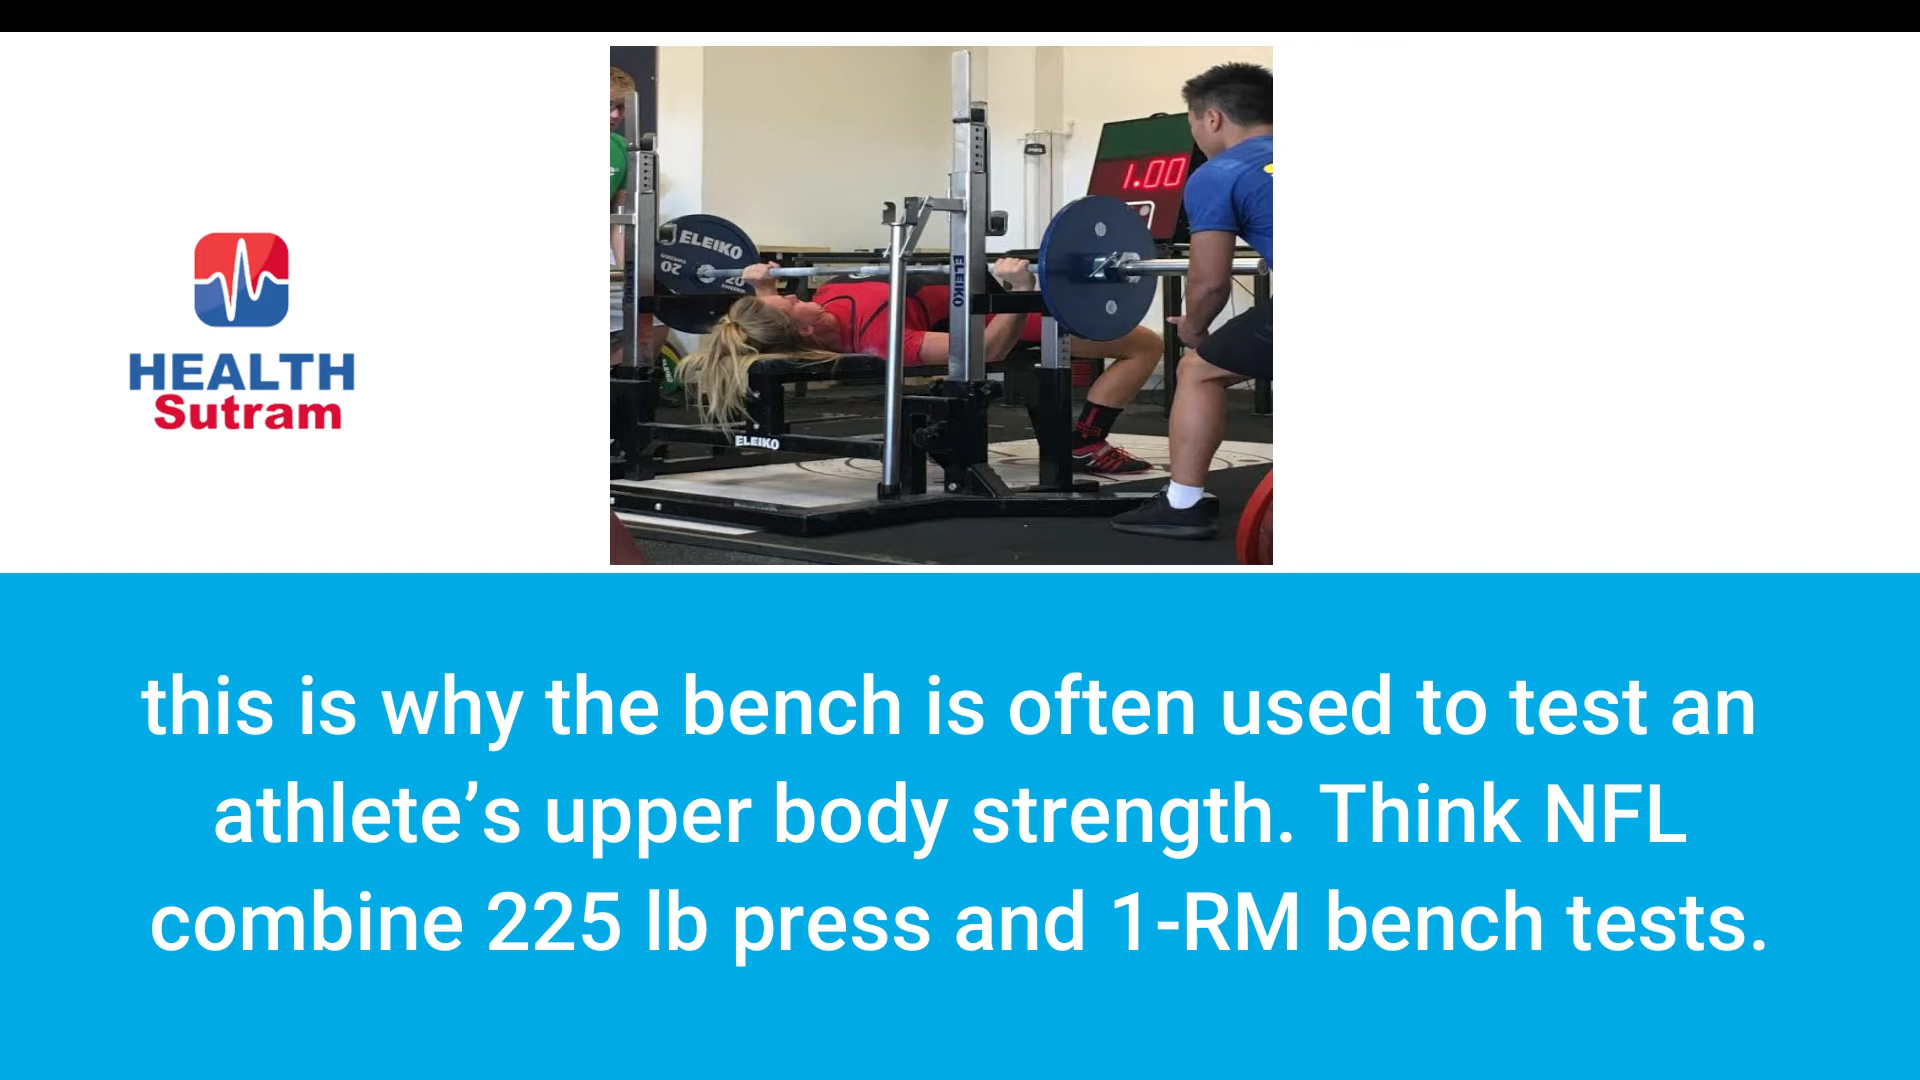 HEALTH
Sutram
1.00
ELEIKO
20
20
ELEIKO
ELEIKO
this is why the bench is often used to test an
athlete’s upper body strength. Think NFL
combine 225 lb press and 1-RM bench tests.